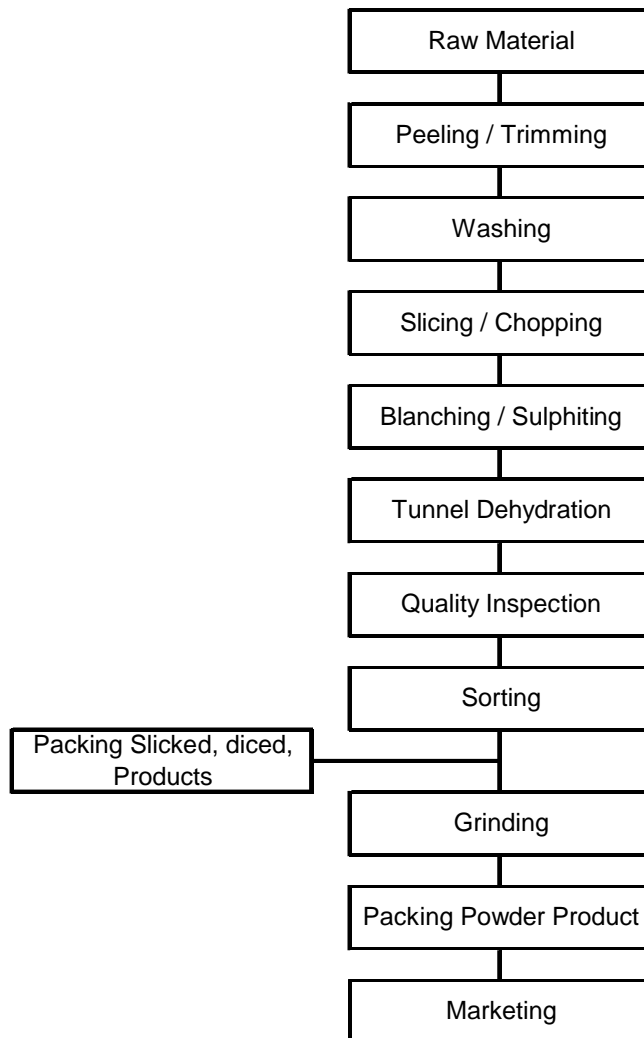 Raw Material
Peeling / Trimming
Washing
Slicing / Chopping
Blanching / Sulphiting
Tunnel Dehydration
Quality Inspection
Sorting
Packing Slicked, diced,
Products
Grinding
Packing Powder Product
Marketing